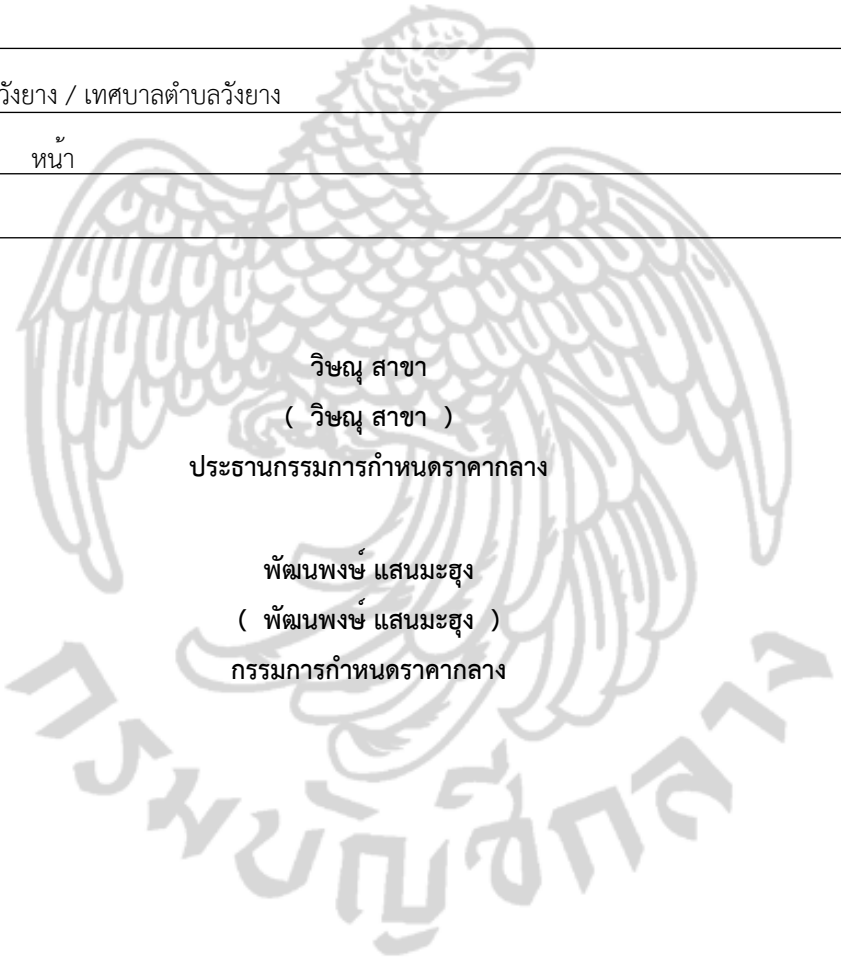 วังยาง / เทศบาลตำบลวังยาง
หน้า
วิษณุ สาขา
( วิษณุ สาขา )
ประธานกรรมการกำหนดราคากลาง
พัฒนพงษ์ แสนมะฮุง
( พัฒนพงษ์ แสนมะฮุง )
กรรมการกำหนดราคากลาง
กรมบัญชีกลาง